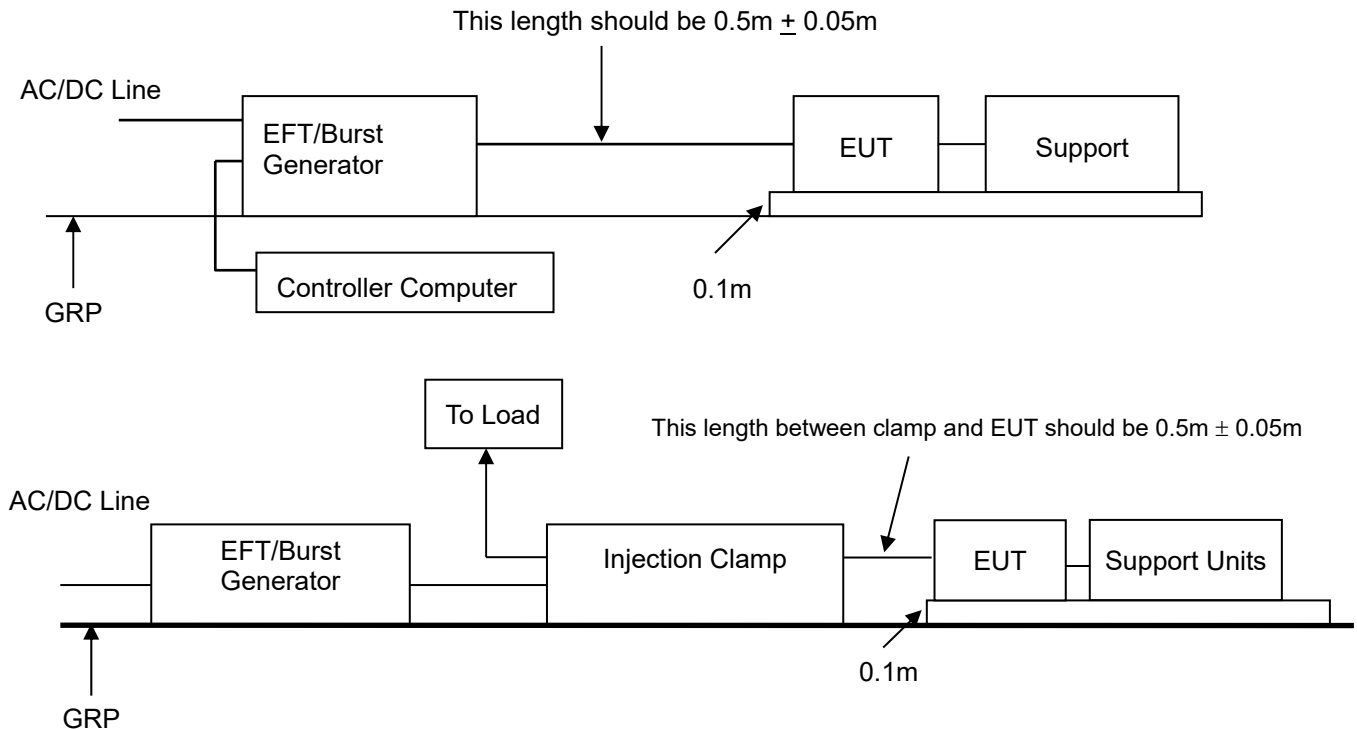 This length should be 0.5m ± 0.05m
AC/DC Line
EFT/Burst
Generator
EUT
Support
Controller Computer
0.1m
GRP
To Load
This length between clamp and EUT should be 0.5m ± 0.05m
AC/DC Line
EFT/Burst
Generator
Injection Clamp
EUT
Support Units
0.1m
GRP